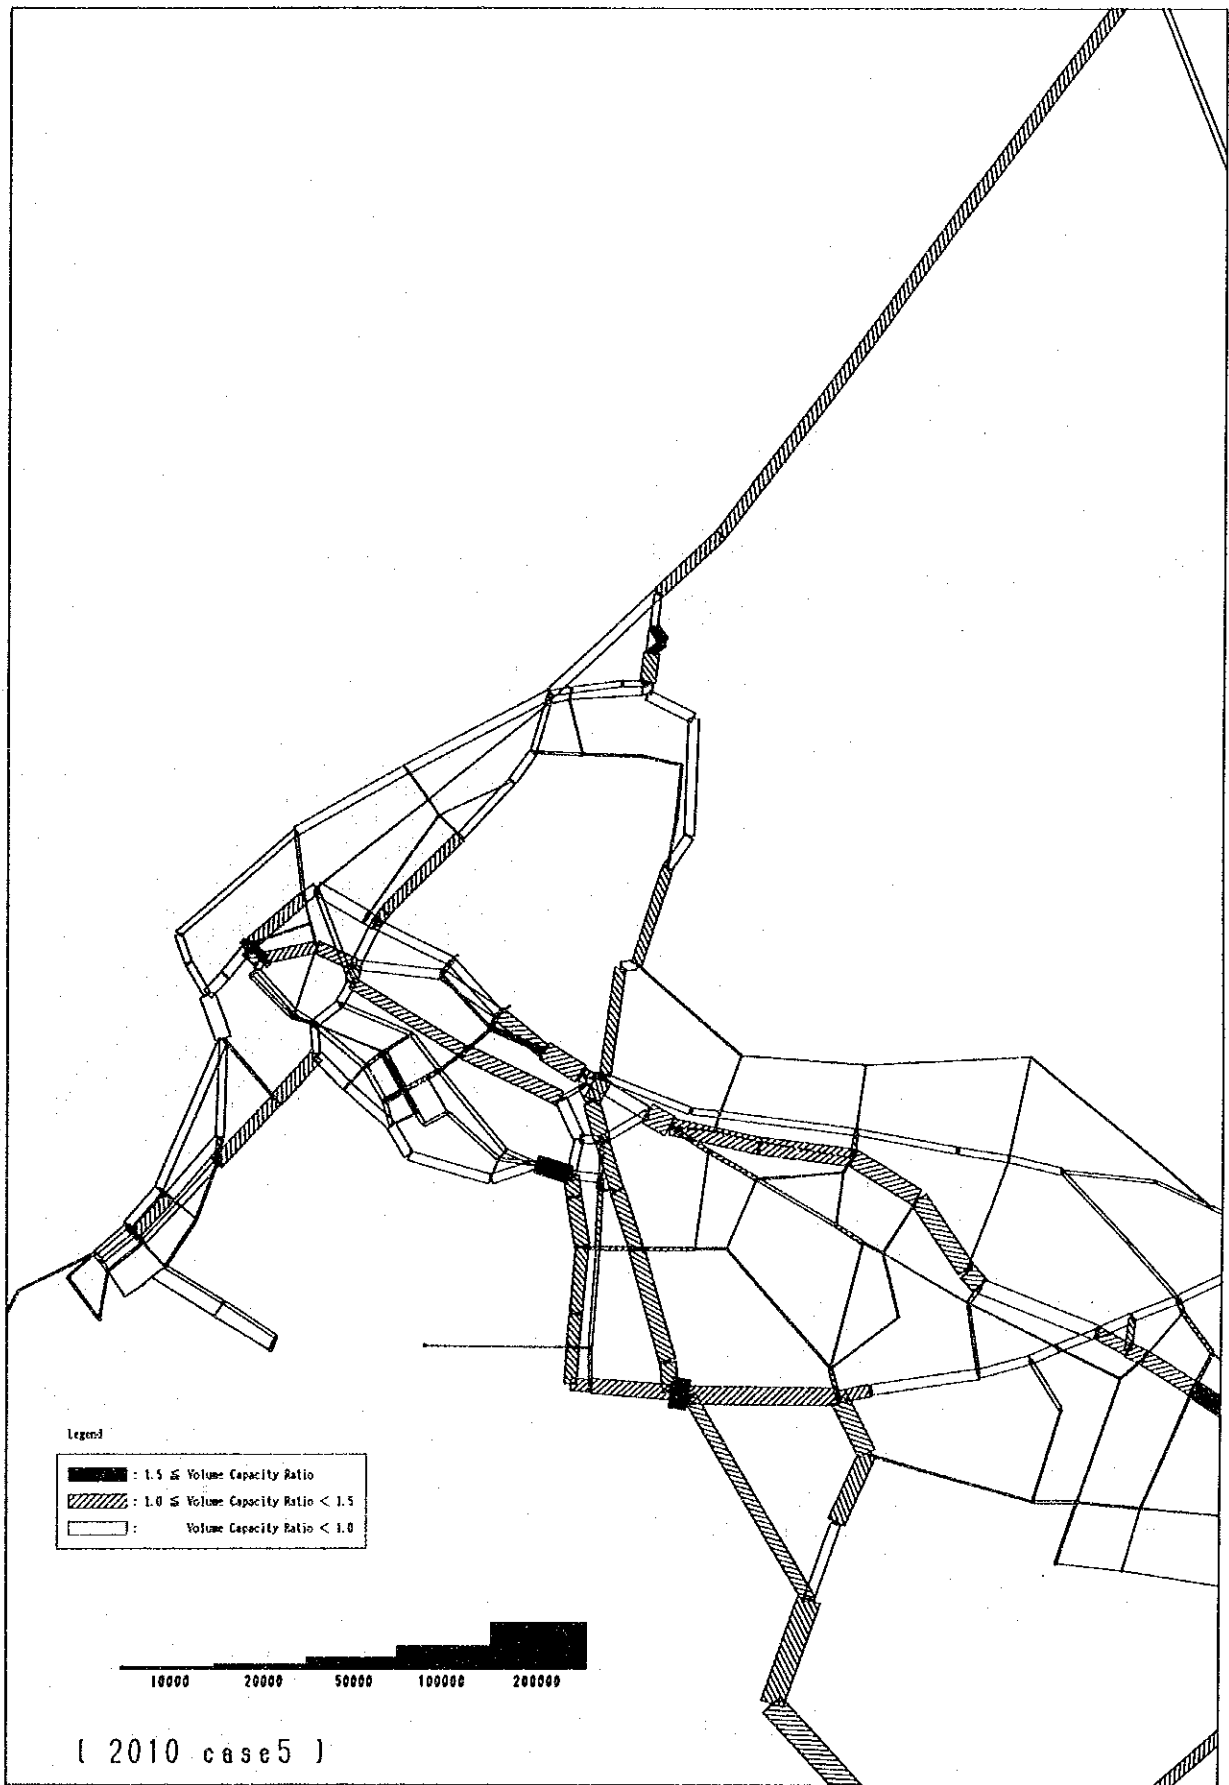 Legend
: 1.5 ≦ Volume Capacity Ratio
: 1.0 ≦ Volume Capacity Ratio < 1.5
: Volume Capacity Ratio < 1.0
10000 20000 50000 100000 200000
[ 2010 case5 ]